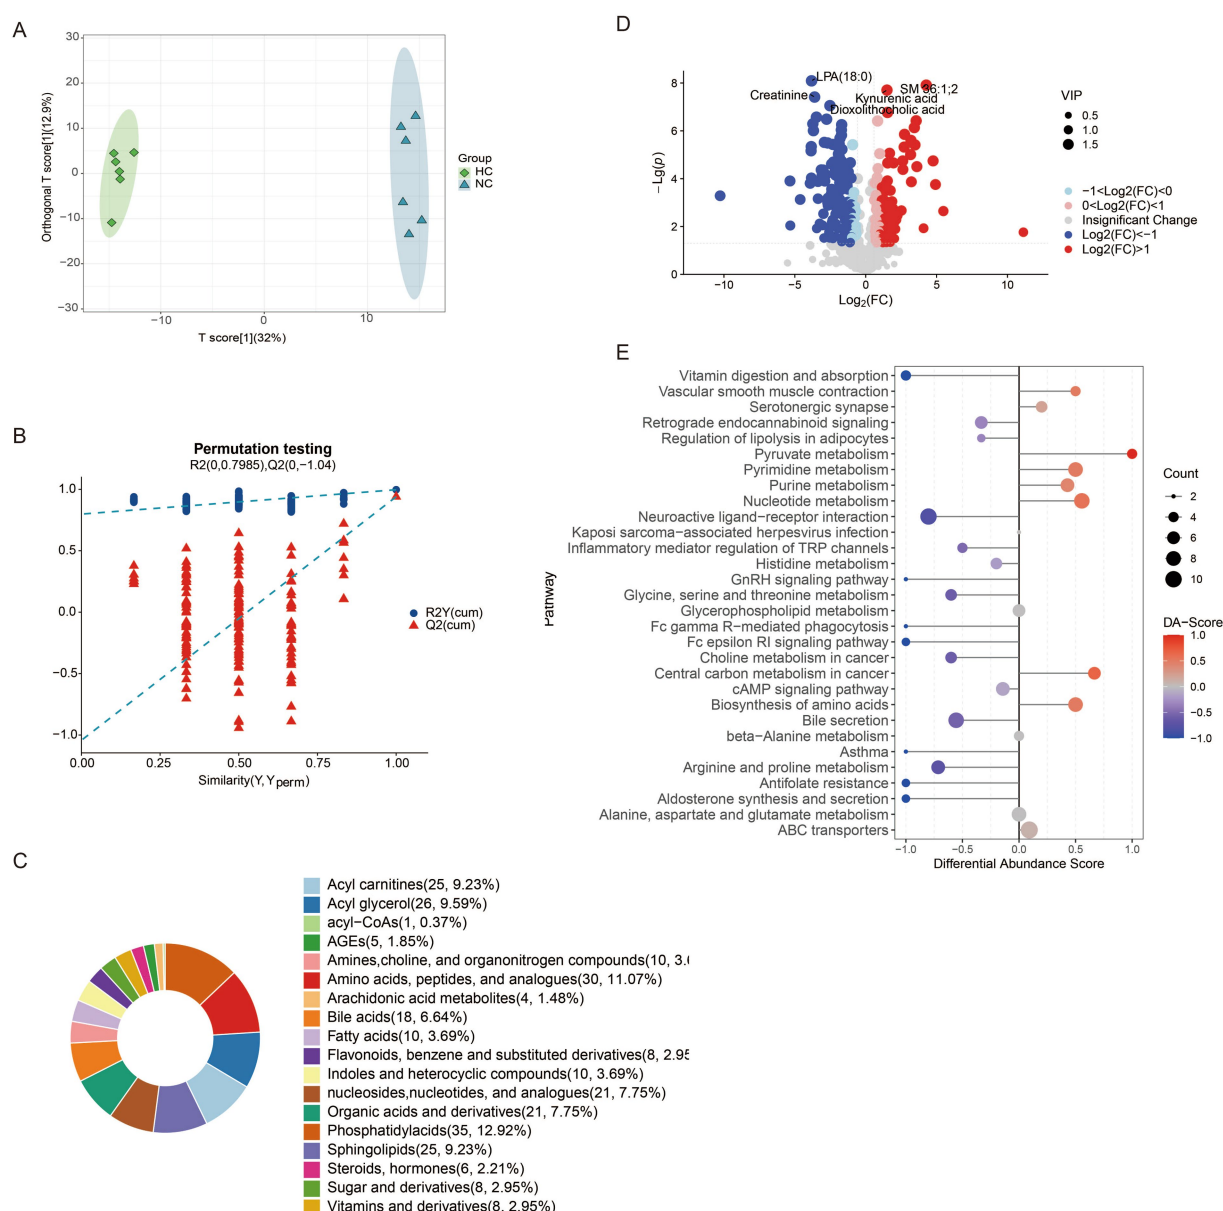 A
30
20
10
0
−10
−20
−30
Orthogonal T score[1](12.9%)
−10
0
10
T score[1](32%)
Group
HC
NC
B
Permutation testing
R2(0,0.7985),Q2(0,−1.04)
1.0
0.5
0.0
−0.5
−1.0
0.00
0.25
0.50
0.75
1.00
Similarity(Y, Yperm)
R2Y(cum)
Q2(cum)
C
Acyl carnitines(25, 9.23%)
Acyl glycerol(26, 9.59%)
acyl−CoAs(1, 0.37%)
AGEs(5, 1.85%)
Amines,choline, and organonitrogen compounds(10, 3.
Amino acids, peptides, and analogues(30, 11.07%)
Arachidonic acid metabolites(4, 1.48%)
Bile acids(18, 6.64%)
Fatty acids(10, 3.69%)
Flavonoids, benzene and substituted derivatives(8, 2.95
Indoles and heterocyclic compounds(10, 3.69%)
nucleosides,nucleotides, and analogues(21, 7.75%)
Organic acids and derivatives(21, 7.75%)
Phosphatidylacids(35, 12.92%)
Sphingolipids(25, 9.23%)
Steroids, hormones(6, 2.21%)
Sugar and derivatives(8, 2.95%)
Vitamins and derivatives(8, 2.95%)
D
8
6
4
2
0
−Lg(p)
LPA(18:0)
Creatinine
SM 36:1;2
Kynurenic acid
Dioxolithocholic acid
−10
−5
0
5
10
Log2(FC)
VIP
0.5
1.0
1.5
−1<Log2(FC)<0
0<Log2(FC)<1
Insignificant Change
Log2(FC)<−1
Log2(FC)>1
E
Pathway
Vitamin digestion and absorption
Vascular smooth muscle contraction
Serotonergic synapse
Retrograde endocannabinoid signaling
Regulation of lipolysis in adipocytes
Pyruvate metabolism
Pyrimidine metabolism
Purine metabolism
Nucleotide metabolism
Neuroactive ligand−receptor interaction
Kaposi sarcoma−associated herpesvirus infection
Inflammatory mediator regulation of TRP channels
Histidine metabolism
GnRH signaling pathway
Glycine, serine and threonine metabolism
Glycerophospholipid metabolism
Fc gamma R−mediated phagocytosis
Fc epsilon RI signaling pathway
Choline metabolism in cancer
Central carbon metabolism in cancer
cAMP signaling pathway
Biosynthesis of amino acids
Bile secretion
beta−Alanine metabolism
Asthma
Arginine and proline metabolism
Antifolate resistance
Aldosterone synthesis and secretion
Alanine, aspartate and glutamate metabolism
ABC transporters
−1.0
−0.5
0.0
0.5
1.0
Differential Abundance Score
Count
2
4
6
8
10
DA−Score
1.0
0.5
0.0
−0.5
−1.0